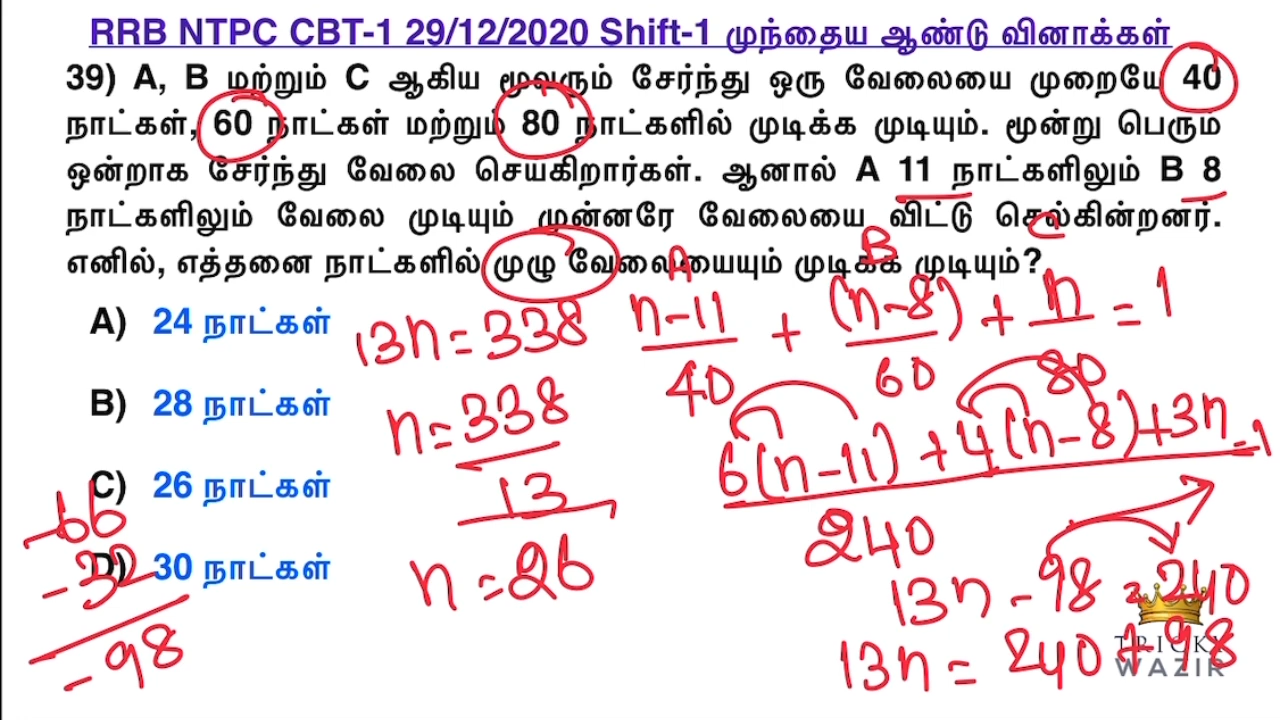 RRB NTPC CBT-1 29/12/2020 Shift-1 முந்தைய ஆண்டு வினாக்கள்
39) A, B மற்றும் C ஆகிய மூவரும் சேர்ந்து ஒரு வேலையை முறையே 40
நாட்கள், 60 நாட்கள் மற்றும் 80 நாட்களில் முடிக்க முடியும். மூன்று பெரும்
ஒன்றாக சேர்ந்து வேலை செய்கிறார்கள். ஆனால் A 11 நாட்களிலும் B 8
நாட்களிலும் வேலை முடியும் முன்னரே வேலையை விட்டு செல்கின்றனர்.
எனில், எத்தனை நாட்களில் முழு வேலையையும் முடிக்க முடியும்?
A) 24 நாட்கள்
B) 28 நாட்கள்
C) 26 நாட்கள்
D) 30 நாட்கள்
A B C
n-11/40 + (n-8)/60 + n/80 = 1
6(n-11) + 4(n-8) + 3n / 240 = 1
13n - 98 = 240
13n = 240 + 98
13n = 338
n = 338/13
n = 26
-66
-32
-98
TRICKY
WAZIR